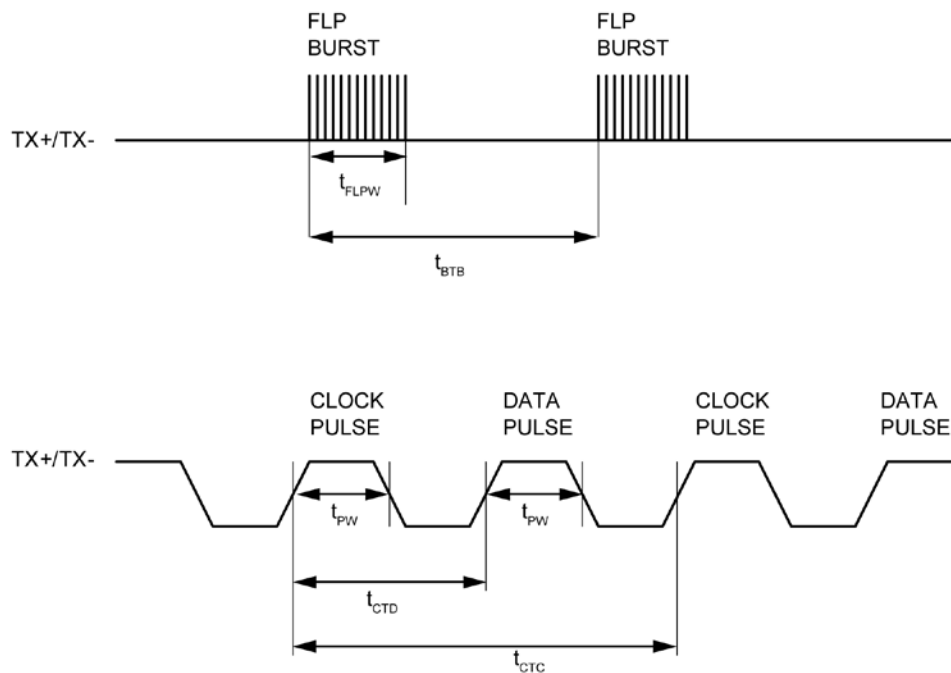 FLP
BURST
FLP
BURST
TX+/TX-
tFLPW
tBTB
CLOCK
PULSE
DATA
PULSE
CLOCK
PULSE
DATA
PULSE
TX+/TX-
tPW
tPW
tCTD
tCTC